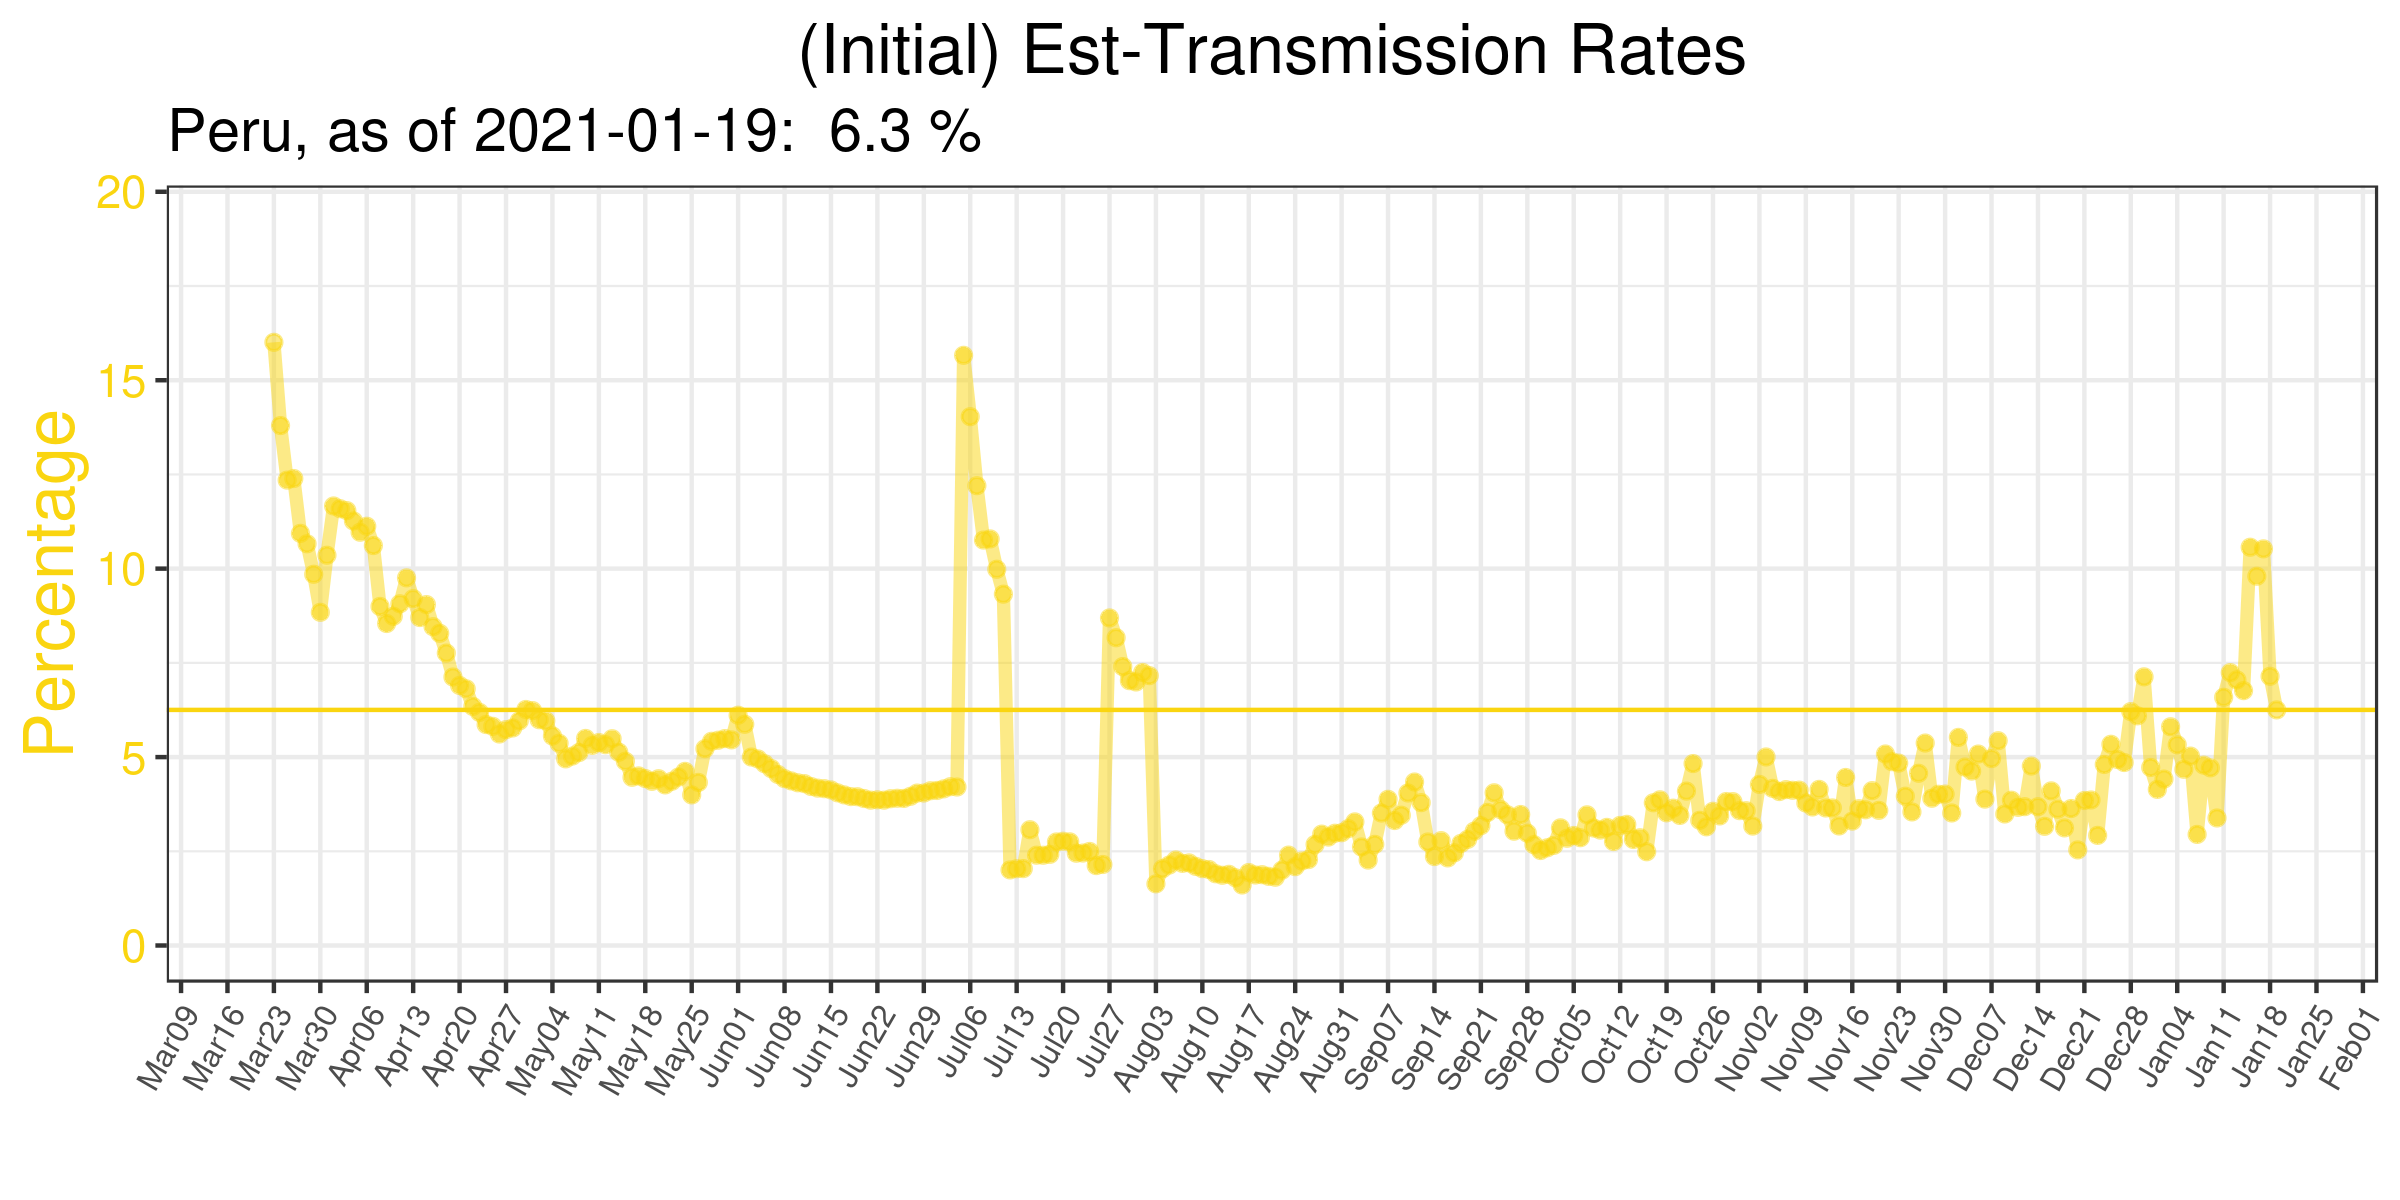 (Initial) Est-Transmission Rates
Peru, as of 2021-01-19:  6.3 %
Percentage
20
15
10
5
0
Mar09 Mar16 Mar23 Mar30 Apr06 Apr13 Apr20 Apr27 May04 May11 May18 May25 Jun01 Jun08 Jun15 Jun22 Jun29 Jul06 Jul13 Jul20 Jul27 Aug03 Aug10 Aug17 Aug24 Aug31 Sep07 Sep14 Sep21 Sep28 Oct05 Oct12 Oct19 Oct26 Nov02 Nov09 Nov16 Nov23 Nov30 Dec07 Dec14 Dec21 Dec28 Jan04 Jan11 Jan18 Jan25 Feb01